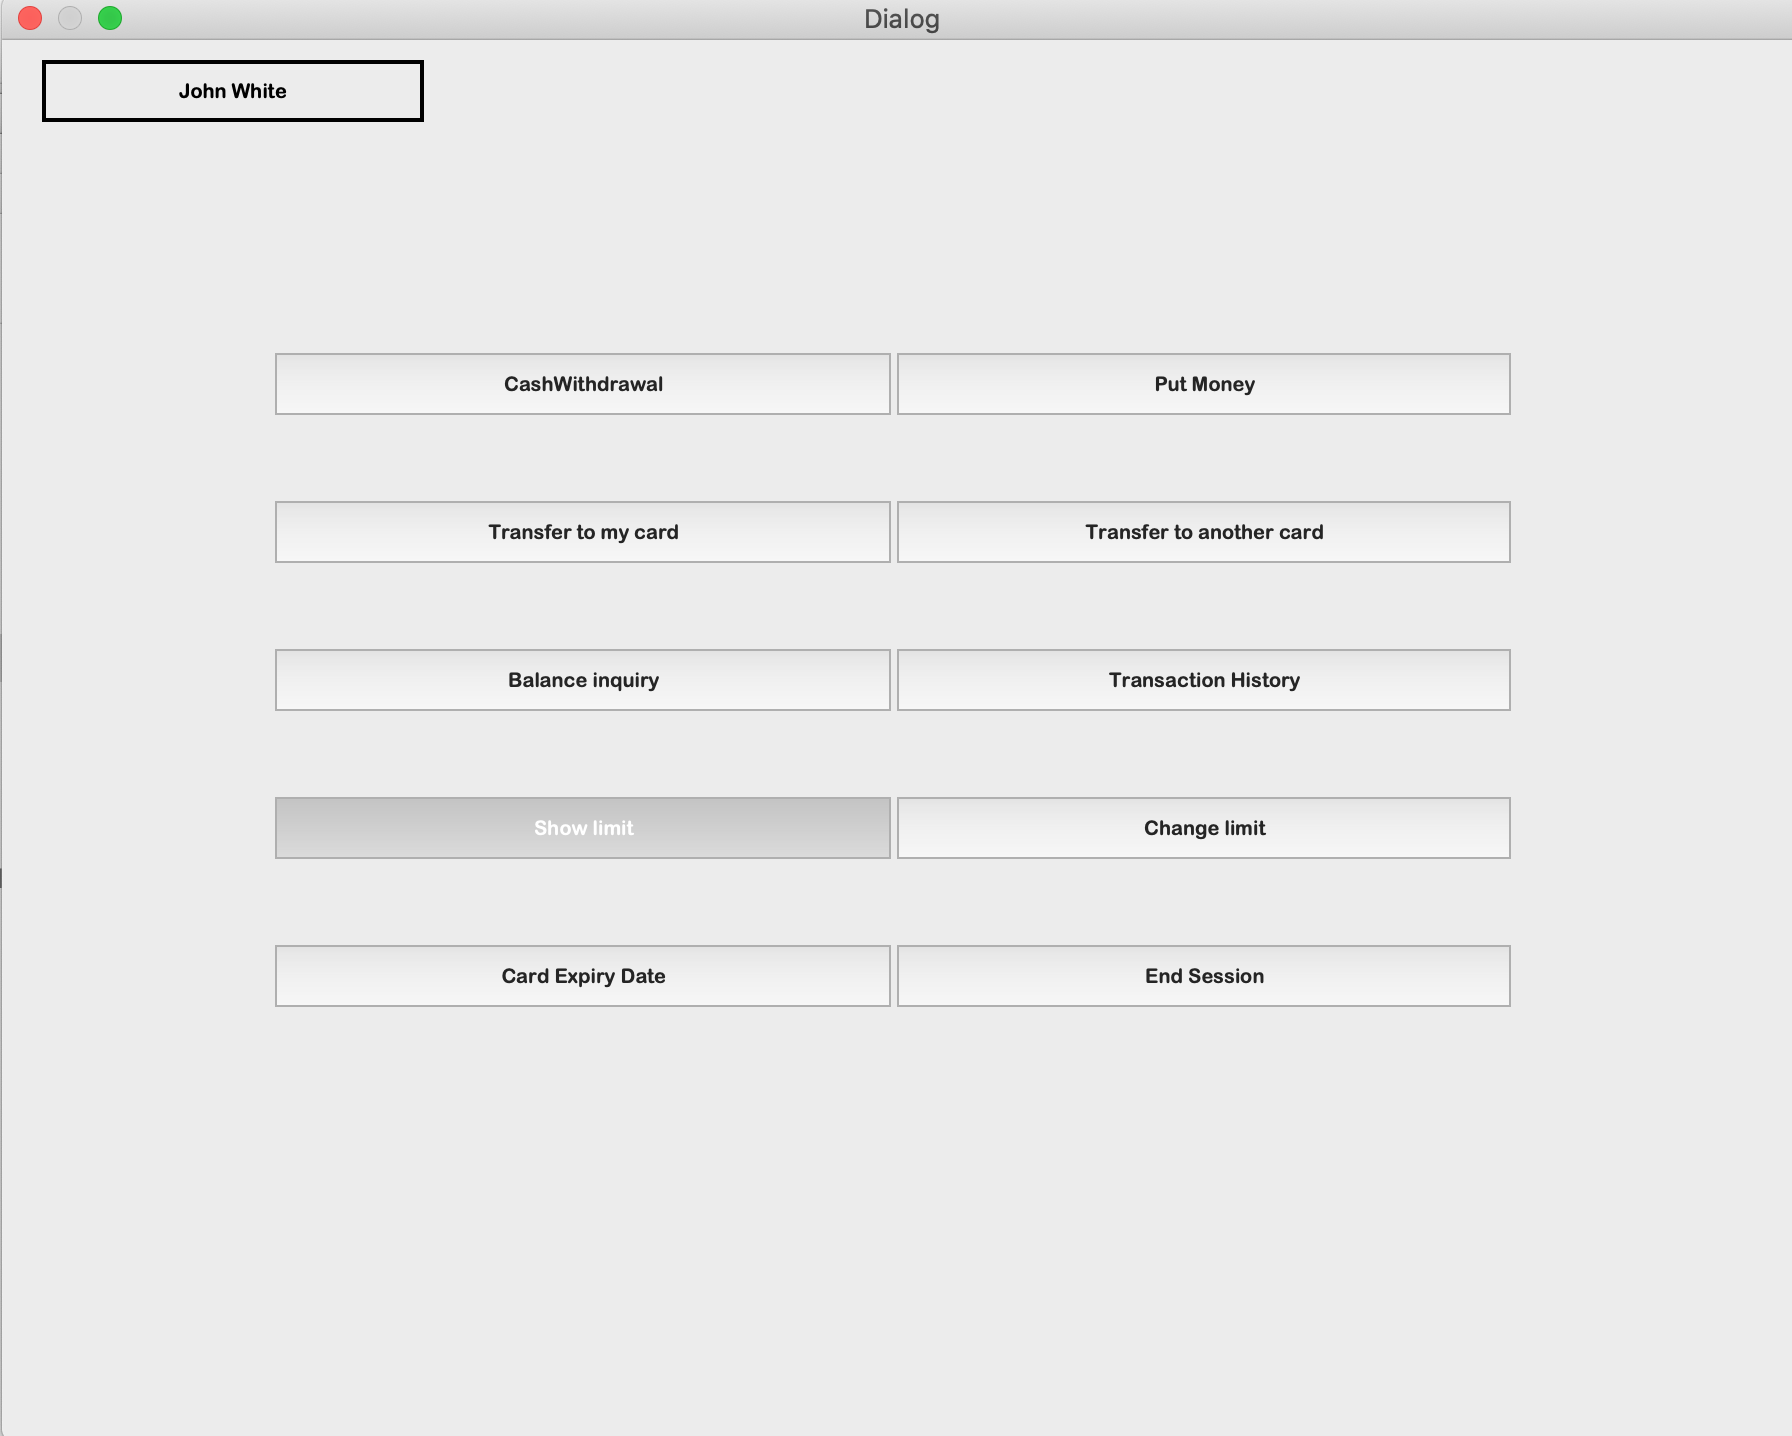 Dialog
John White
CashWithdrawal
Put Money
Transfer to my card
Transfer to another card
Balance inquiry
Transaction History
Show limit
Change limit
Card Expiry Date
End Session